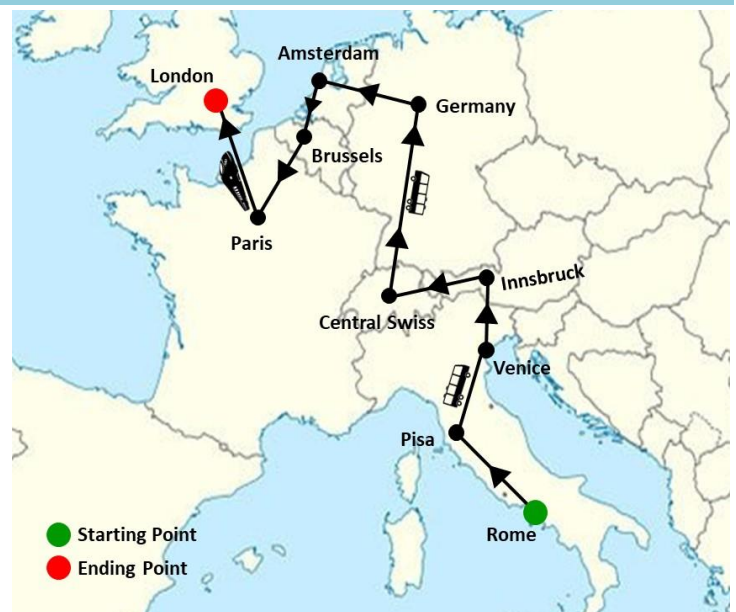 Amsterdam
London
Germany
Brussels
Paris
Innsbruck
Central Swiss
Venice
Pisa
Rome
Starting Point
Ending Point